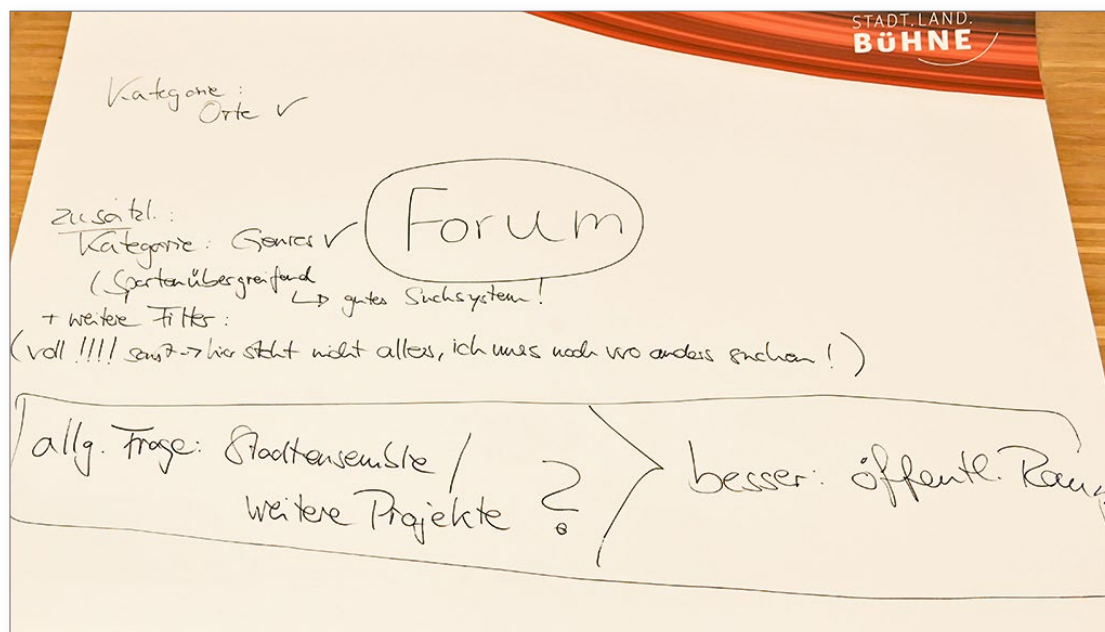 STADT.LAND.
BÜHNE
Kategorie:
Orte ✓
Forum
zusätzl.:
Kategorie: Genres ✓
(Spartenübergreifend
↳ gutes Suchsystem!
+ weitere Filter:
(voll !!!! sonst -> hier steht nicht alles, ich muss noch wo anders suchen!)
allg. Frage: Stadtensemble /
weitere Projekte ?
besser: öffentl. Raum